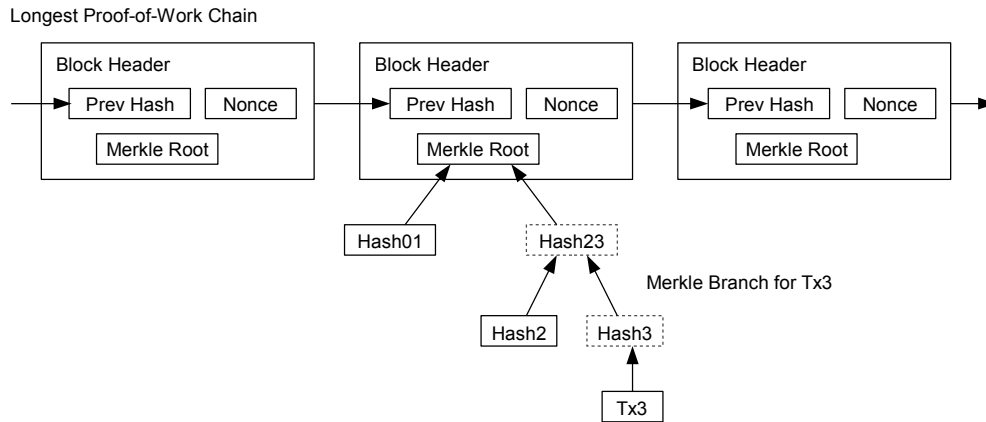 Longest Proof-of-Work Chain
Block Header
Prev Hash Nonce
Merkle Root
Block Header
Prev Hash Nonce
Merkle Root
Block Header
Prev Hash Nonce
Merkle Root
Hash01 Hash23
Merkle Branch for Tx3
Hash2 Hash3
Tx3